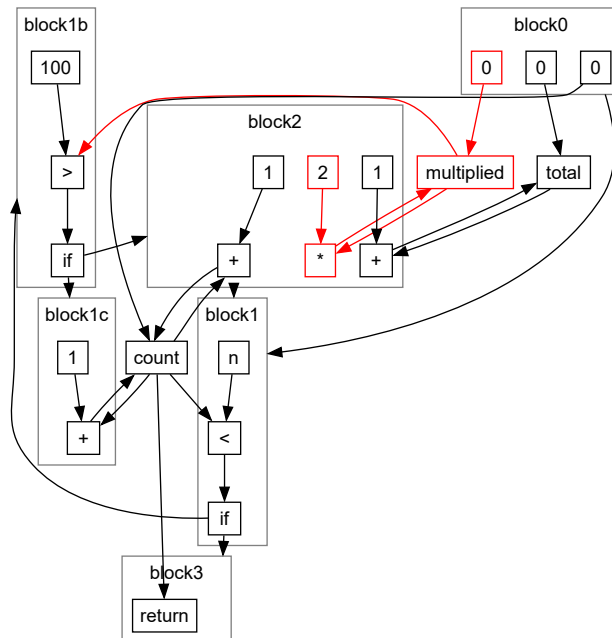 block1b
block0
100
0
0
0
block2
1
2
1
>
multiplied
total
if
+
*
+
block1c
block1
1
count
n
+
<
if
block3
return